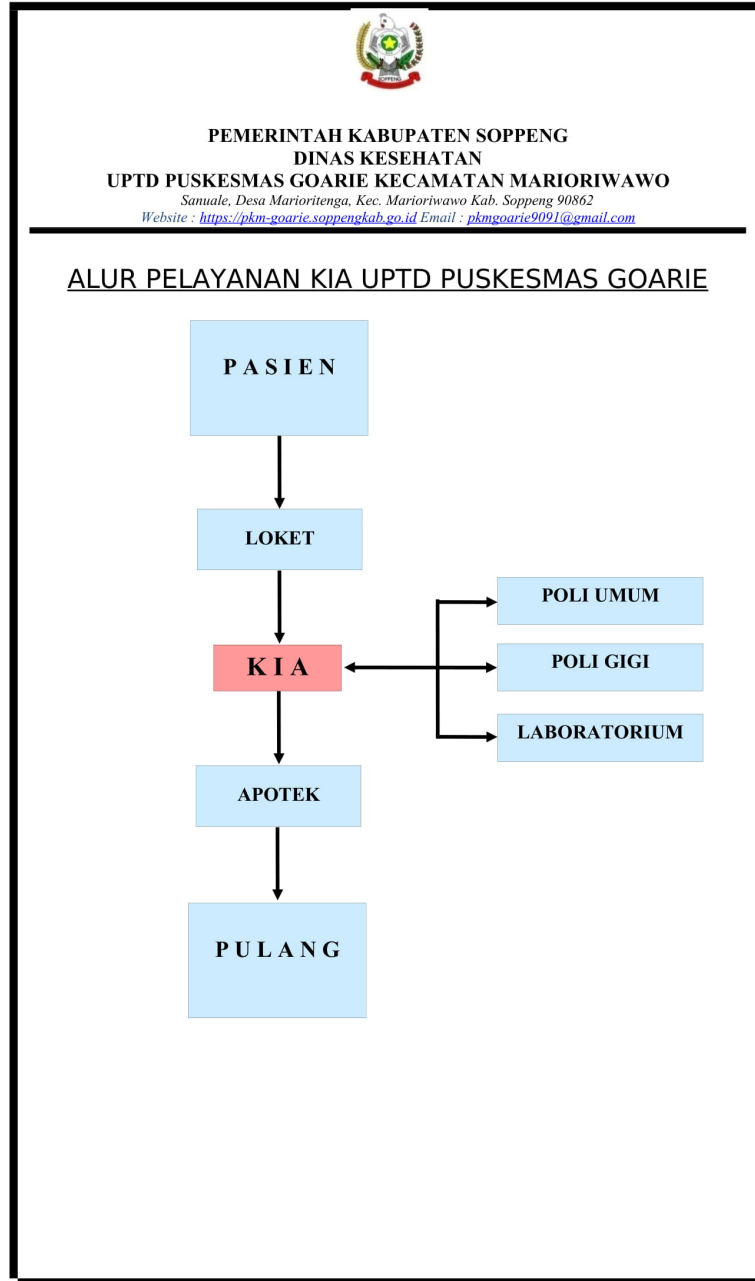 SOPPENG
PEMERINTAH KABUPATEN SOPPENG
DINAS KESEHATAN
UPTD PUSKESMAS GOARIE KECAMATAN MARIORIWAWO
Sanuale, Desa Marioritenga, Kec. Marioriwawo Kab. Soppeng 90862
Website : https://pkm-goarie.soppengkab.go.id Email : pkmgoarie9091@gmail.com
ALUR PELAYANAN KIA UPTD PUSKESMAS GOARIE
P A S I E N
LOKET
POLI UMUM
K I A
POLI GIGI
LABORATORIUM
APOTEK
P U L A N G